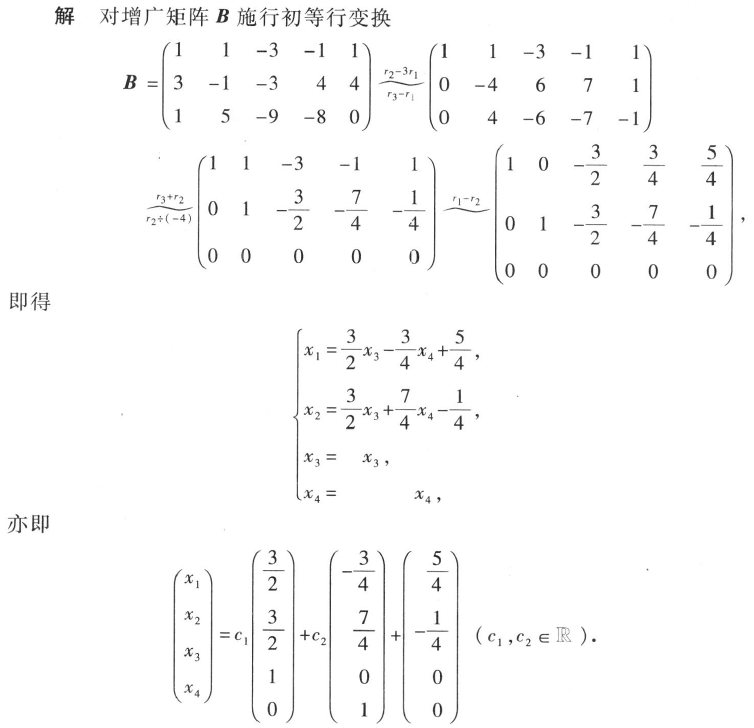 解 对增广矩阵 B 施行初等行变换
$B = \begin{pmatrix} 1 & 1 & -3 & -1 & 1 \\ 3 & -1 & -3 & 4 & 4 \\ 1 & 5 & -9 & -8 & 0 \end{pmatrix} \overset{r_2-3r_1}{\underset{r_3-r_1}{\sim}} \begin{pmatrix} 1 & 1 & -3 & -1 & 1 \\ 0 & -4 & 6 & 7 & 1 \\ 0 & 4 & -6 & -7 & -1 \end{pmatrix}$
$\overset{r_3+r_2}{\underset{r_2÷(-4)}{\sim}} \begin{pmatrix} 1 & 1 & -3 & -1 & 1 \\ 0 & 1 & -\frac{3}{2} & -\frac{7}{4} & -\frac{1}{4} \\ 0 & 0 & 0 & 0 & 0 \end{pmatrix} \overset{r_1-r_2}{\sim} \begin{pmatrix} 1 & 0 & -\frac{3}{2} & \frac{3}{4} & \frac{5}{4} \\ 0 & 1 & -\frac{3}{2} & -\frac{7}{4} & -\frac{1}{4} \\ 0 & 0 & 0 & 0 & 0 \end{pmatrix},$
即得
$\begin{cases} x_1 = \frac{3}{2}x_3 - \frac{3}{4}x_4 + \frac{5}{4}, \\ x_2 = \frac{3}{2}x_3 + \frac{7}{4}x_4 - \frac{1}{4}, \\ x_3 = x_3, \\ x_4 = x_4, \end{cases}$
亦即
$\begin{pmatrix} x_1 \\ x_2 \\ x_3 \\ x_4 \end{pmatrix} = c_1 \begin{pmatrix} \frac{3}{2} \\ \frac{3}{2} \\ 1 \\ 0 \end{pmatrix} + c_2 \begin{pmatrix} -\frac{3}{4} \\ \frac{7}{4} \\ 0 \\ 1 \end{pmatrix} + \begin{pmatrix} \frac{5}{4} \\ -\frac{1}{4} \\ 0 \\ 0 \end{pmatrix} (c_1, c_2 \in \mathbb{R}).$